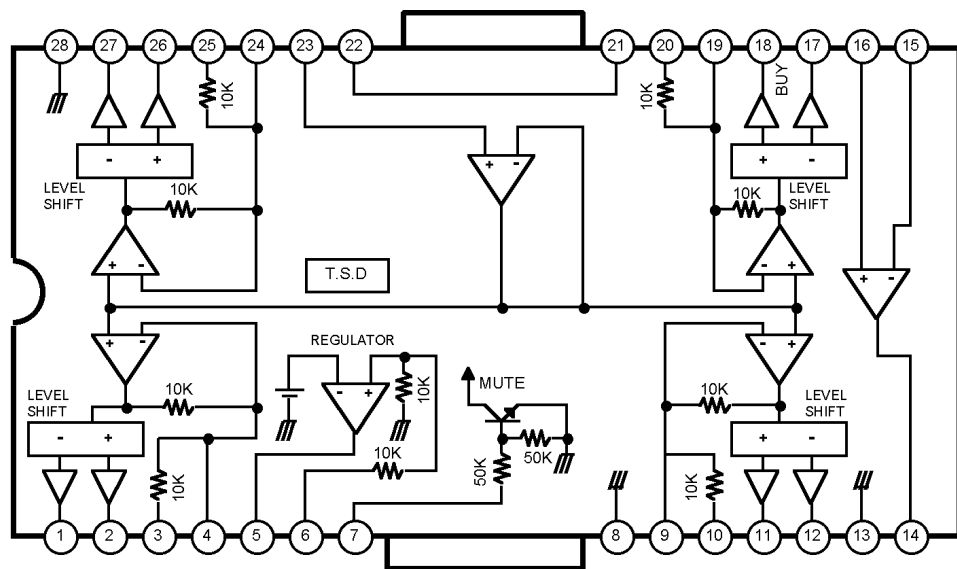 28 27 26 25 24 23 22 21 20 19 18 17 16 15
10K
10K
BUY
- +
+ -
+ -
LEVEL
SHIFT
10K
10K
LEVEL
SHIFT
+ -
- +
+ -
T.S.D
+ -
- +
REGULATOR
- +
MUTE
10K
LEVEL
SHIFT
10K
10K
LEVEL
SHIFT
- +
+ -
10K
10K
50K
50K
10K
1 2 3 4 5 6 7 8 9 10 11 12 13 14